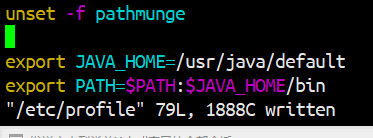 unset -f pathmunge
export JAVA_HOME=/usr/java/default
export PATH=$PATH:$JAVA_HOME/bin
"/etc/profile" 79L, 1888C written